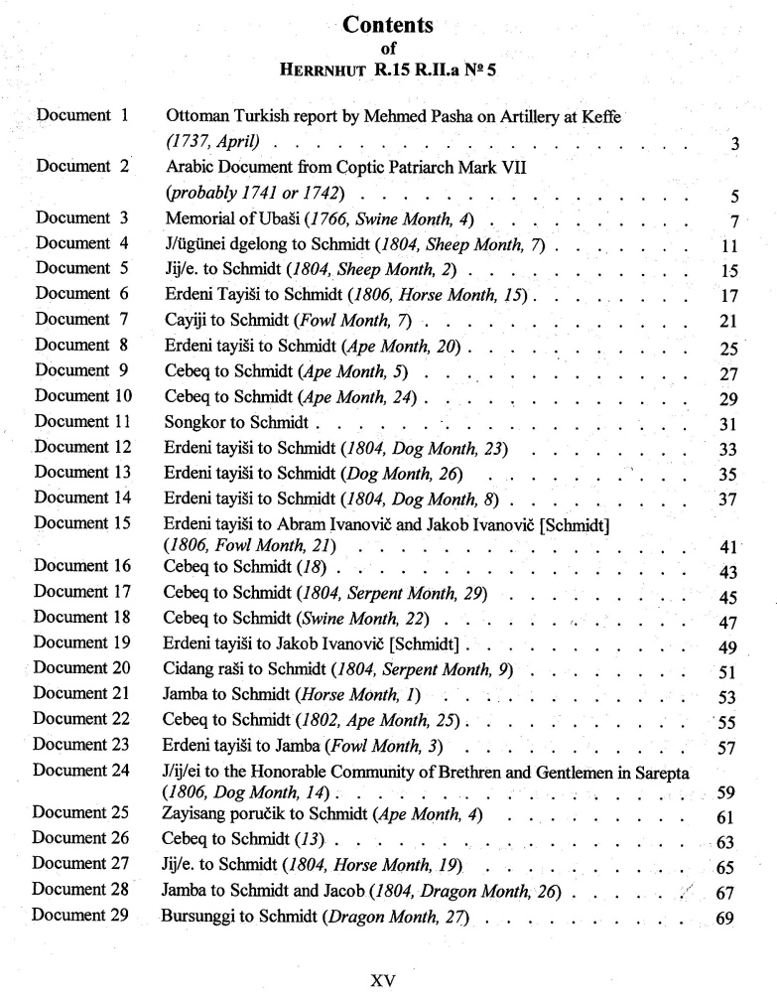 Contents
of
HERRNHUT R.15 R.II.a Nº 5
Document 1 Ottoman Turkish report by Mehmed Pasha on Artillery at Keffe
(1737, April) . . . . . . . . . . . . . . . . . . . . 3
Document 2 Arabic Document from Coptic Patriarch Mark VII
(probably 1741 or 1742) . . . . . . . . . . . . . . . . 5
Document 3 Memorial of Ubaši (1766, Swine Month, 4) . . . . . . . . . . 7
Document 4 J/ügünei dgelong to Schmidt (1804, Sheep Month, 7) . . . . . . . 11
Document 5 Jij/e. to Schmidt (1804, Sheep Month, 2) . . . . . . . . . . . 15
Document 6 Erdeni Tayiši to Schmidt (1806, Horse Month, 15) . . . . . . . . 17
Document 7 Cayiji to Schmidt (Fowl Month, 7) . . . . . . . . . . . . . 21
Document 8 Erdeni tayiši to Schmidt (Ape Month, 20) . . . . . . . . . . . 25
Document 9 Cebeq to Schmidt (Ape Month, 5) . . . . . . . . . . . . . 27
Document 10 Cebeq to Schmidt (Ape Month, 24) . . . . . . . . . . . . . 29
Document 11 Songkor to Schmidt . . . . . . . . . . . . . . . . . . 31
Document 12 Erdeni tayiši to Schmidt (1804, Dog Month, 23) . . . . . . . . 33
Document 13 Erdeni tayiši to Schmidt (Dog Month, 26) . . . . . . . . . . 35
Document 14 Erdeni tayiši to Schmidt (1804, Dog Month, 8) . . . . . . . . . 37
Document 15 Erdeni tayiši to Abram Ivanovič and Jakob Ivanovič [Schmidt]
(1806, Fowl Month, 21) . . . . . . . . . . . . . . . . 41
Document 16 Cebeq to Schmidt (18) . . . . . . . . . . . . . . . . . 43
Document 17 Cebeq to Schmidt (1804, Serpent Month, 29) . . . . . . . . . 45
Document 18 Cebeq to Schmidt (Swine Month, 22) . . . . . . . . . . . . 47
Document 19 Erdeni tayiši to Jakob Ivanovič [Schmidt] . . . . . . . . . . . 49
Document 20 Cidang raši to Schmidt (1804, Serpent Month, 9) . . . . . . . . 51
Document 21 Jamba to Schmidt (Horse Month, 1) . . . . . . . . . . . . 53
Document 22 Cebeq to Schmidt (1802, Ape Month, 25) . . . . . . . . . . . 55
Document 23 Erdeni tayiši to Jamba (Fowl Month, 3) . . . . . . . . . . . 57
Document 24 J/ij/ei to the Honorable Community of Brethren and Gentlemen in Sarepta
(1806, Dog Month, 14) . . . . . . . . . . . . . . . . . 59
Document 25 Zayisang poručik to Schmidt (Ape Month, 4) . . . . . . . . . 61
Document 26 Cebeq to Schmidt (13) . . . . . . . . . . . . . . . . . 63
Document 27 Jij/e. to Schmidt (1804, Horse Month, 19) . . . . . . . . . . 65
Document 28 Jamba to Schmidt and Jacob (1804, Dragon Month, 26) . . . . . . 67
Document 29 Bursunggi to Schmidt (Dragon Month, 27) . . . . . . . . . . 69
XV